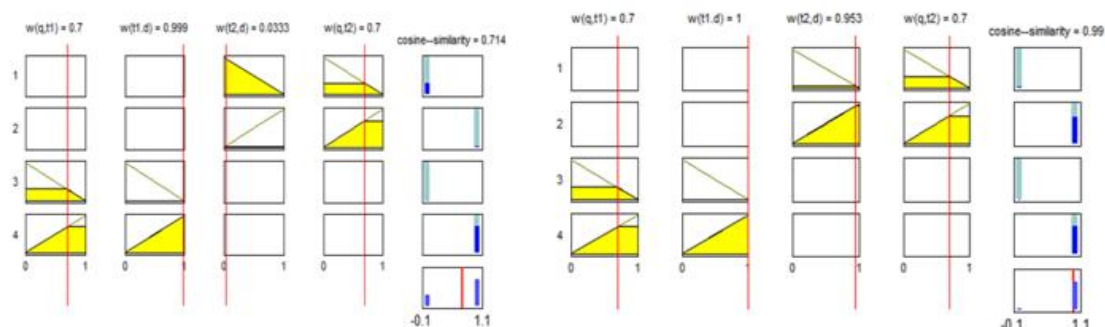 w(q,t1) = 0.7 w(t1.d) = 0.999 w(t2,d) = 0.0333 w(q,t2) = 0.7
cosine--similarity = 0.714
1
2
3
4
0 1 0 1 0 1 0 1
-0.1 1.1
w(q,t1) = 0.7 w(t1.d) = 1 w(t2,d) = 0.953 w(q,t2) = 0.7
cosine--similarity = 0.99
1
2
3
4
0 1 0 1 0 1 0 1
-0.1 1.1